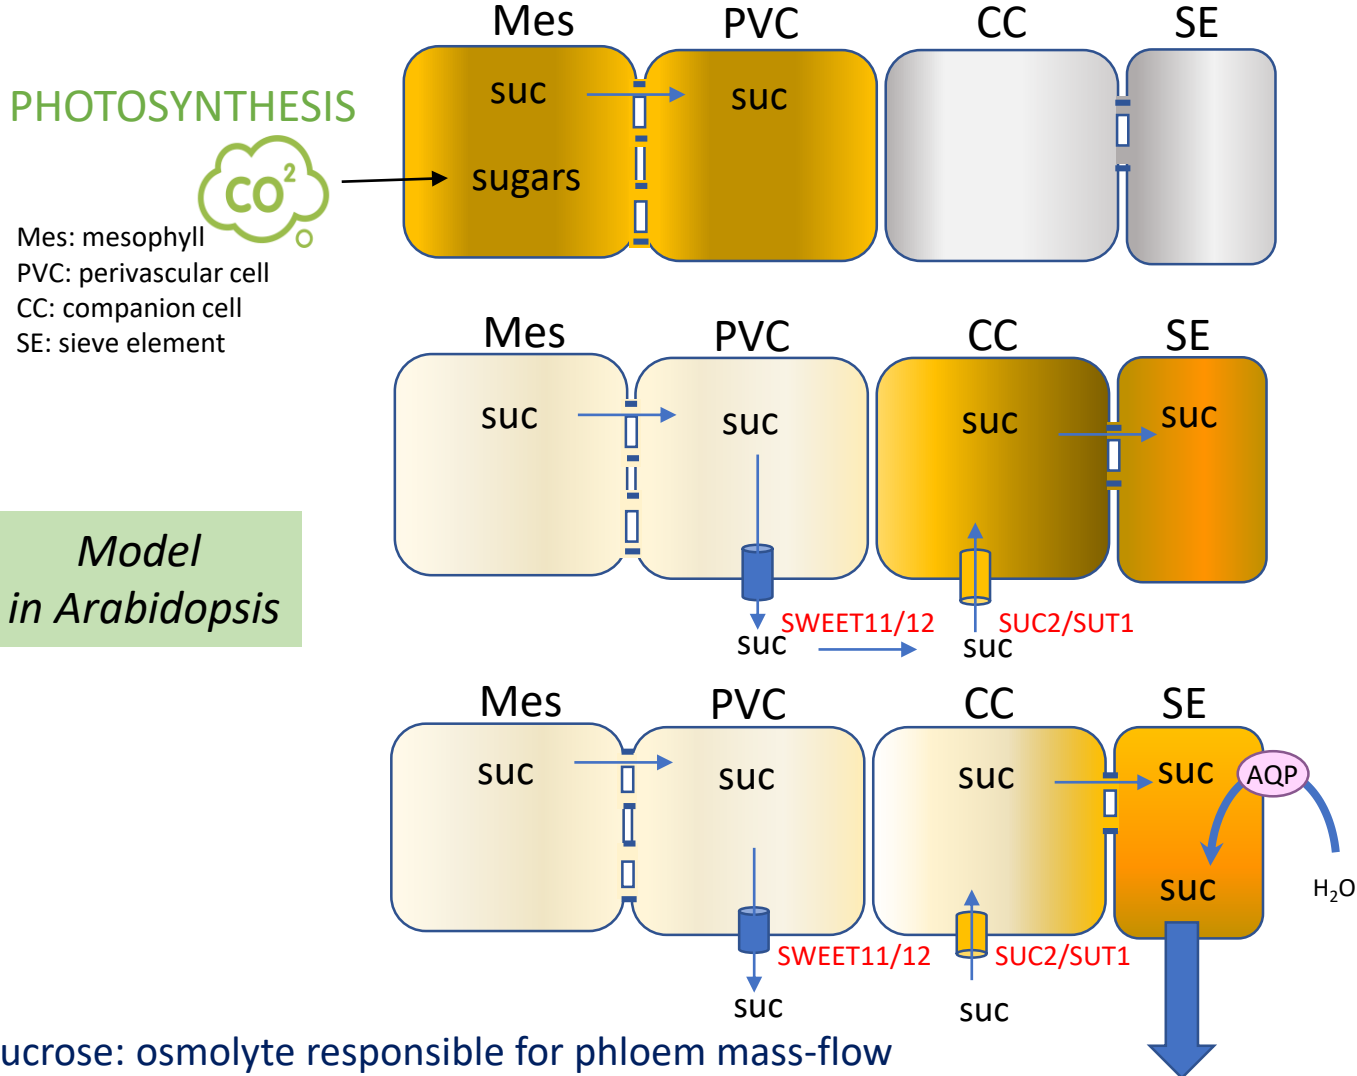 Mes PVC CC SE
PHOTOSYNTHESIS
suc suc
CO2
sugars
Mes: mesophyll
PVC: perivascular cell
CC: companion cell
SE: sieve element
Mes PVC CC SE
suc suc suc suc
Model
in Arabidopsis
SWEET11/12 SUC2/SUT1
suc suc
Mes PVC CC SE
suc suc suc suc AQP
suc H₂O
SWEET11/12 SUC2/SUT1
suc suc
ucrose: osmolyte responsible for phloem mass-flow